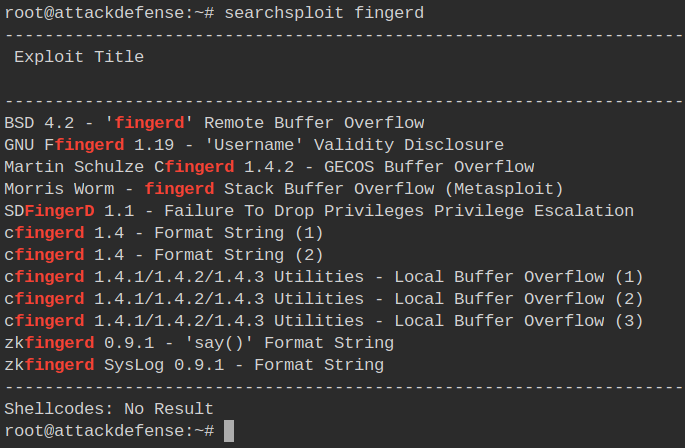 root@attackdefense:~# searchsploit fingerd
--------------------------------------------------------------------
Exploit Title
--------------------------------------------------------------------
BSD 4.2 - 'fingerd' Remote Buffer Overflow
GNU Ffingerd 1.19 - 'Username' Validity Disclosure
Martin Schulze Cfingerd 1.4.2 - GECOS Buffer Overflow
Morris Worm - fingerd Stack Buffer Overflow (Metasploit)
SDFingerD 1.1 - Failure To Drop Privileges Privilege Escalation
cfingerd 1.4 - Format String (1)
cfingerd 1.4 - Format String (2)
cfingerd 1.4.1/1.4.2/1.4.3 Utilities - Local Buffer Overflow (1)
cfingerd 1.4.1/1.4.2/1.4.3 Utilities - Local Buffer Overflow (2)
cfingerd 1.4.1/1.4.2/1.4.3 Utilities - Local Buffer Overflow (3)
zkfingerd 0.9.1 - 'say()' Format String
zkfingerd SysLog 0.9.1 - Format String
--------------------------------------------------------------------
Shellcodes: No Result
root@attackdefense:~#